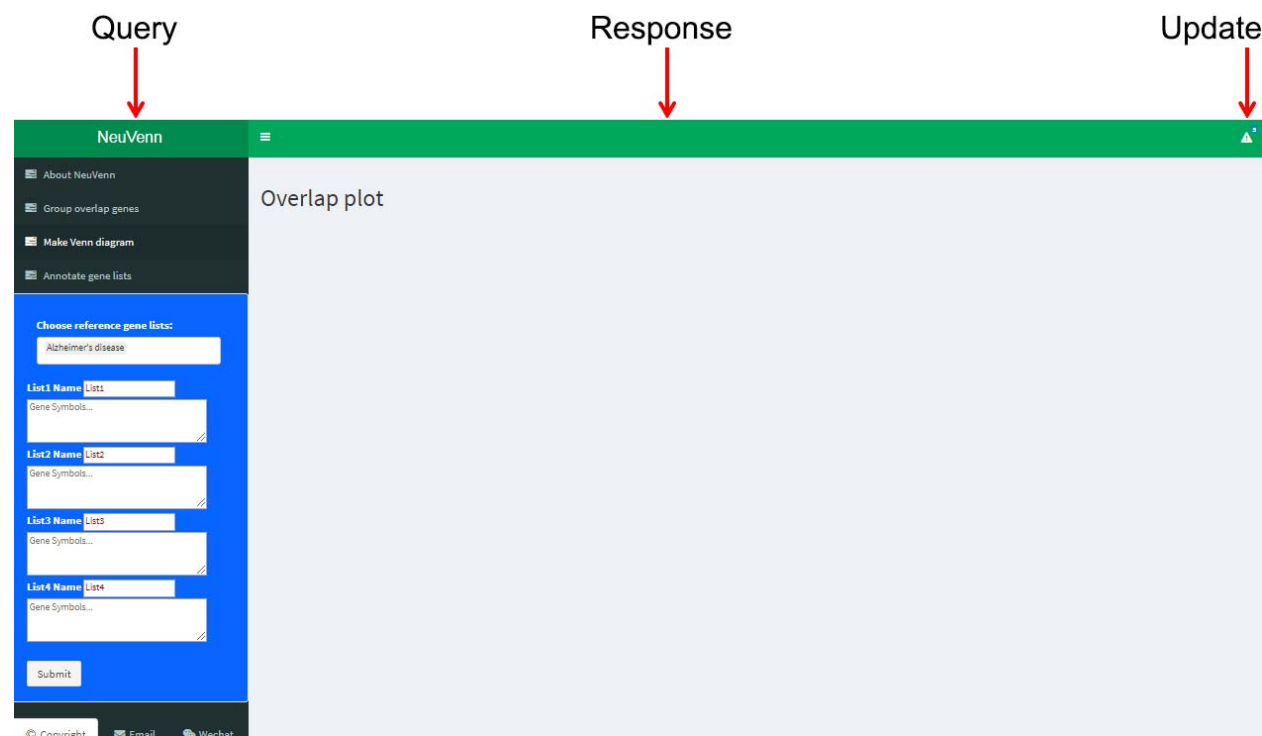 Query Response Update
NeuVenn
About NeuVenn
Group overlap genes
Make Venn diagram
Annotate gene lists
Overlap plot
Choose reference gene lists:
Alzheimer's disease
List1 Name List1
Gene Symbols...
List2 Name List2
Gene Symbols...
List3 Name List3
Gene Symbols...
List4 Name List4
Gene Symbols...
Submit
© Copyright Email Wechat